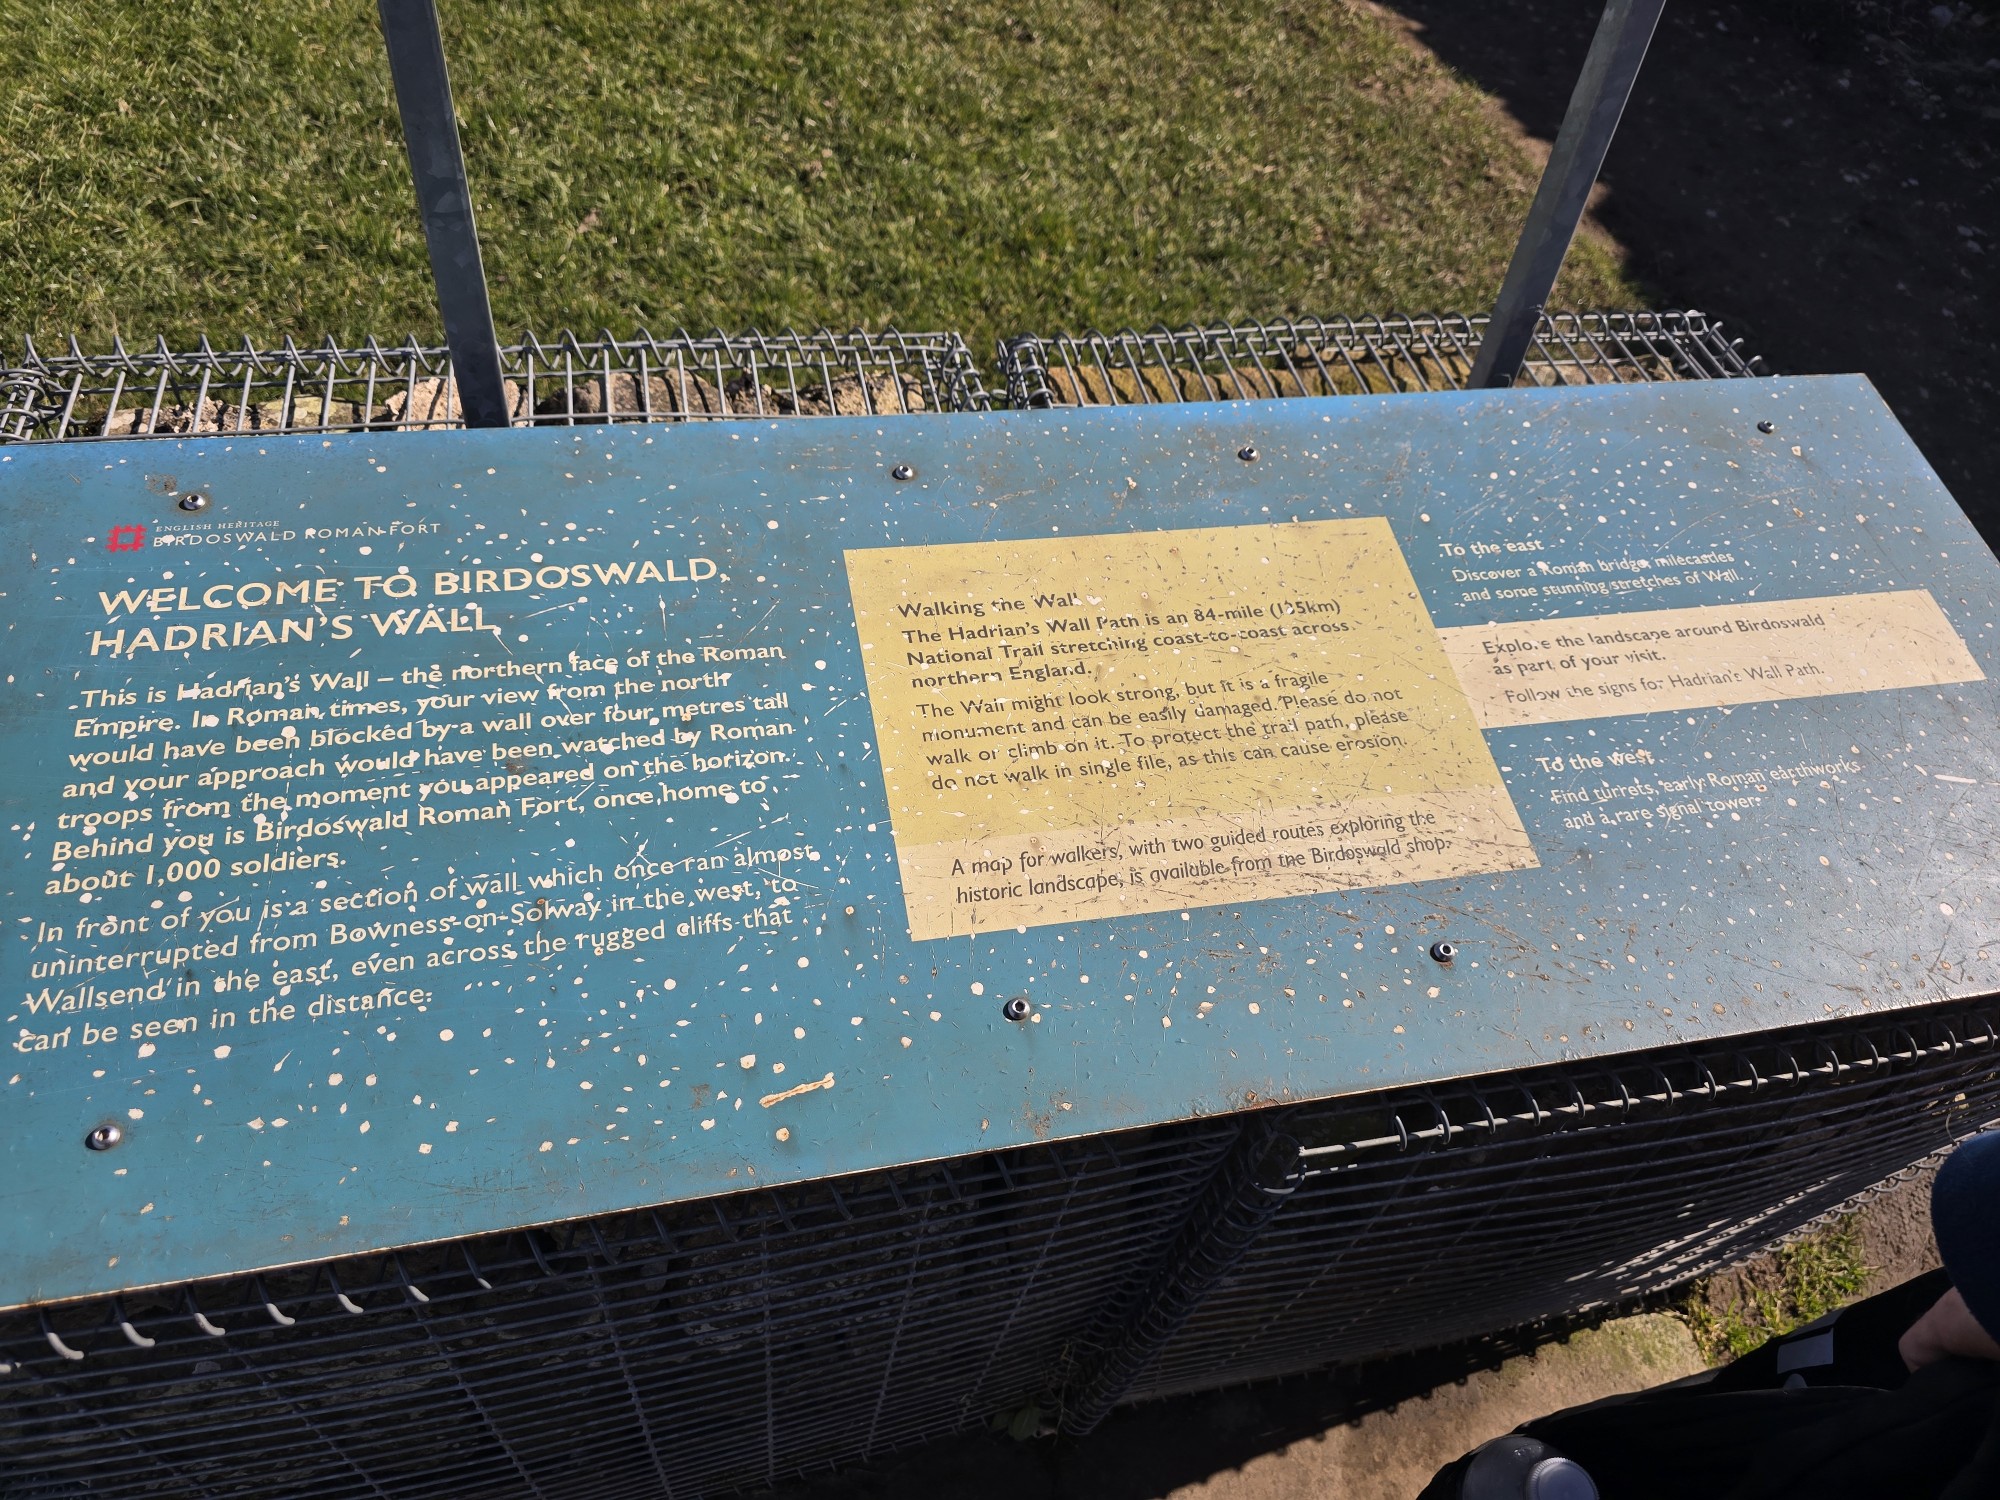 ENGLISH HERITAGE
BIRDOSWALD ROMAN FORT
WELCOME TO BIRDOSWALD,
HADRIAN'S WALL
This is Hadrian's Wall – the northern face of the Roman
Empire. In Roman times, your view from the north
would have been blocked by a wall over four metres tall
and your approach would have been watched by Roman
troops from the moment you appeared on the horizon.
Behind you is Birdoswald Roman Fort, once home to
about 1,000 soldiers.
In front of you is a section of wall which once ran almost
uninterrupted from Bowness-on-Solway in the west, to
Wallsend in the east, even across the rugged cliffs that
can be seen in the distance.
Walking the Wall
The Hadrian's Wall Path is an 84-mile (135km)
National Trail stretching coast-to-coast across
northern England.
The Wall might look strong, but it is a fragile
monument and can be easily damaged. Please do not
walk or climb on it. To protect the trail path, please
do not walk in single file, as this can cause erosion.
A map for walkers, with two guided routes exploring the
historic landscape, is available from the Birdoswald shop.
To the east
Discover a Roman bridge, milecastles
and some stunning stretches of Wall.
Explore the landscape around Birdoswald
as part of your visit.
Follow the signs for Hadrian's Wall Path.
To the west
Find turrets, early Roman earthworks
and a rare signal tower.